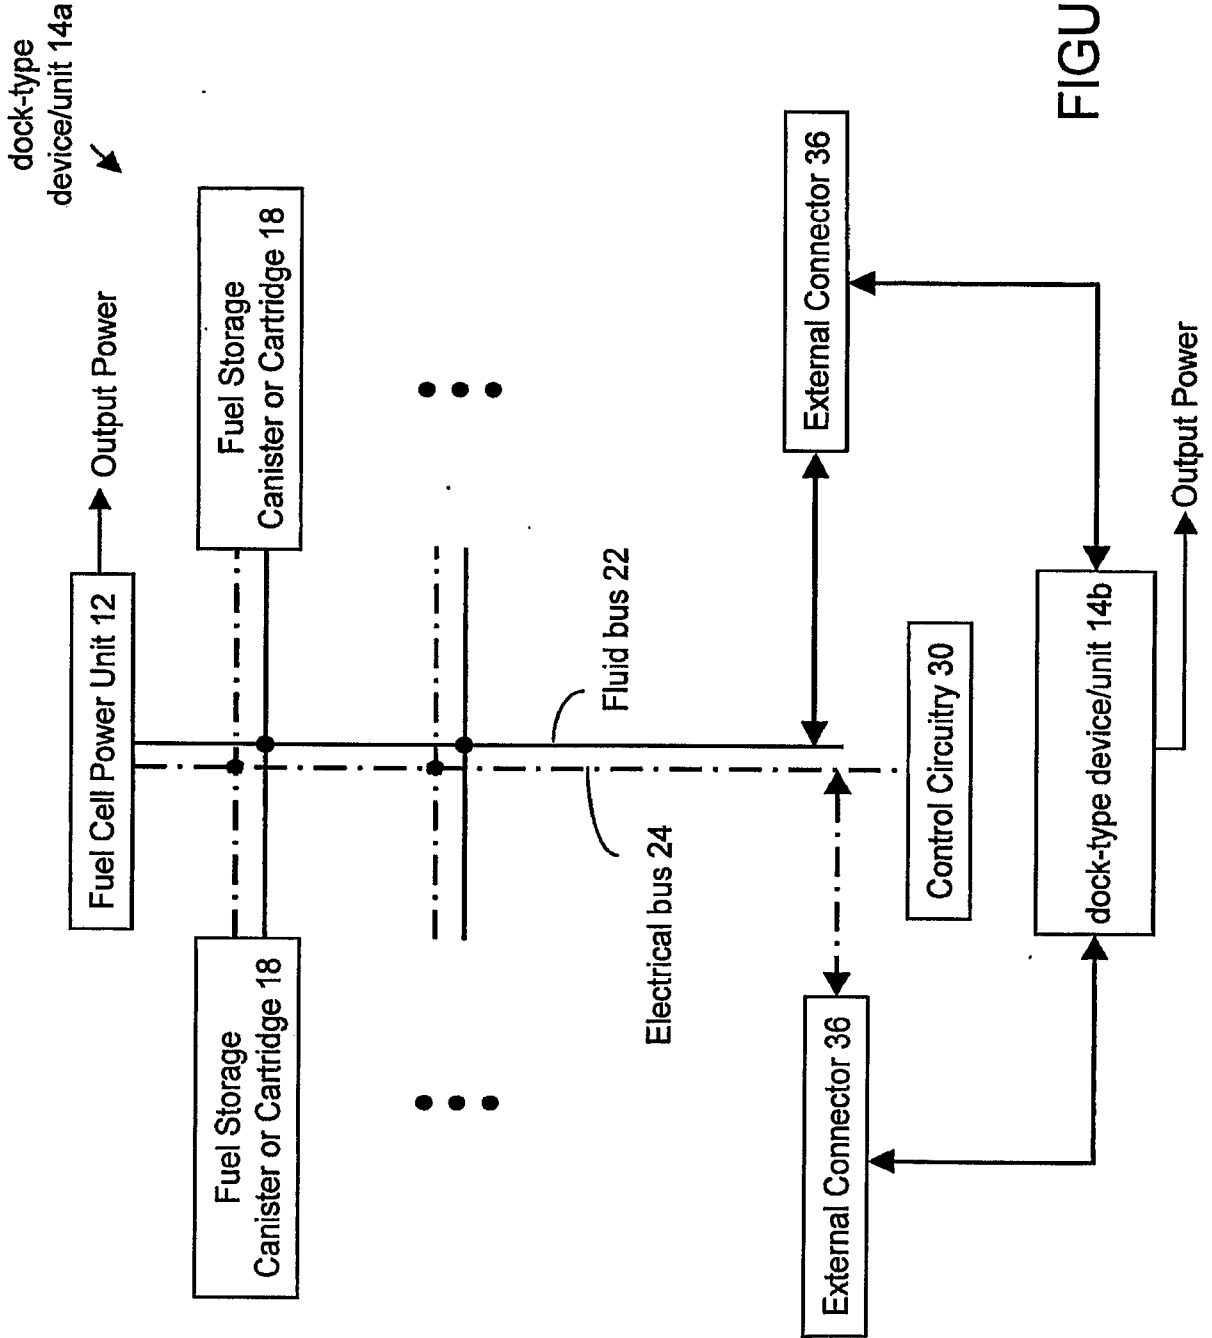 dock-type
device/unit 14a
Fuel Cell Power Unit 12
Output Power
Fuel Storage
Canister or Cartridge 18
Fuel Storage
Canister or Cartridge 18
Fluid bus 22
Electrical bus 24
External Connector 36
External Connector 36
Control Circuitry 30
dock-type device/unit 14b
Output Power
FIGU